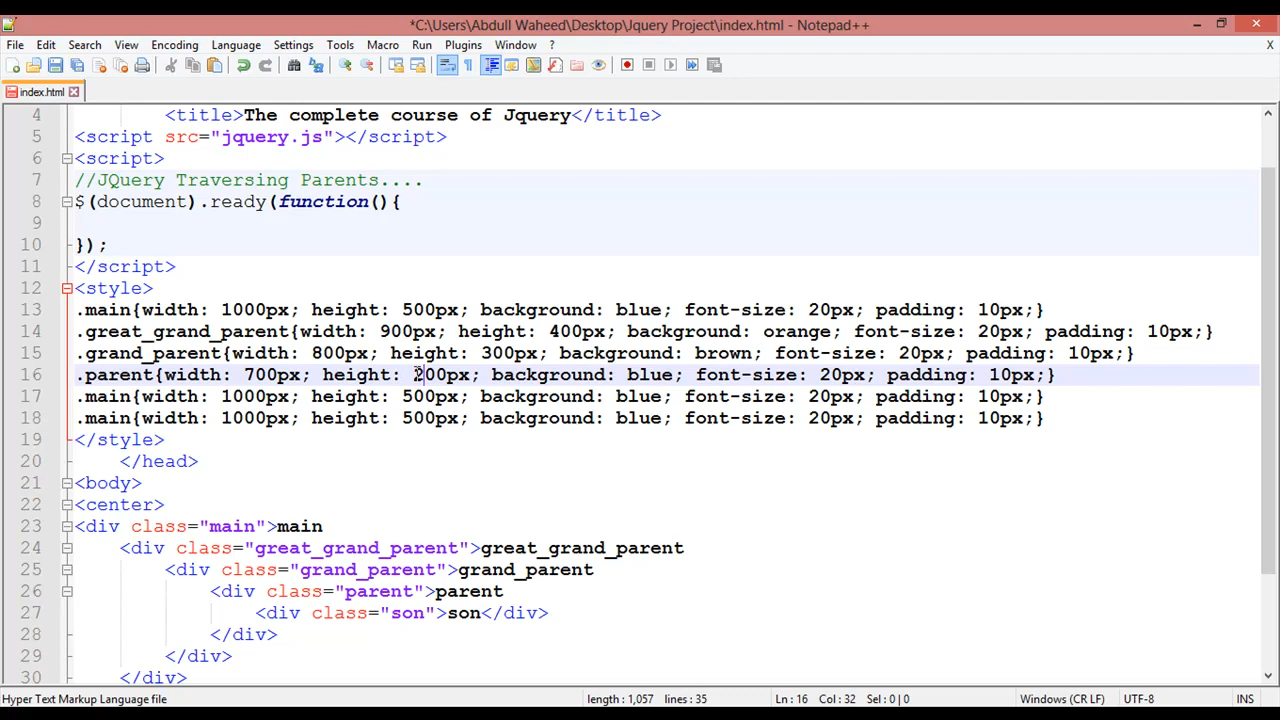 *C:\Users\Abdull Waheed\Desktop\Jquery Project\index.html - Notepad++
File Edit Search View Encoding Language Settings Tools Macro Run Plugins Window ? X
index.html
4 <title>The complete course of Jquery</title>
5 <script src="jquery.js"></script>
6 <script>
7 //JQuery Traversing Parents....
8 $(document).ready(function(){
9
10 });
11 </script>
12 <style>
13 .main{width: 1000px; height: 500px; background: blue; font-size: 20px; padding: 10px;}
14 .great_grand_parent{width: 900px; height: 400px; background: orange; font-size: 20px; padding: 10px;}
15 .grand_parent{width: 800px; height: 300px; background: brown; font-size: 20px; padding: 10px;}
16 .parent{width: 700px; height: 200px; background: blue; font-size: 20px; padding: 10px;}
17 .main{width: 1000px; height: 500px; background: blue; font-size: 20px; padding: 10px;}
18 .main{width: 1000px; height: 500px; background: blue; font-size: 20px; padding: 10px;}
19 </style>
20 </head>
21 <body>
22 <center>
23 <div class="main">main
24 <div class="great_grand_parent">great_grand_parent
25 <div class="grand_parent">grand_parent
26 <div class="parent">parent
27 <div class="son">son</div>
28 </div>
29 </div>
30 </div>
Hyper Text Markup Language file length : 1,057 lines : 35 Ln : 16 Col : 32 Sel : 0 | 0 Windows (CR LF) UTF-8 INS